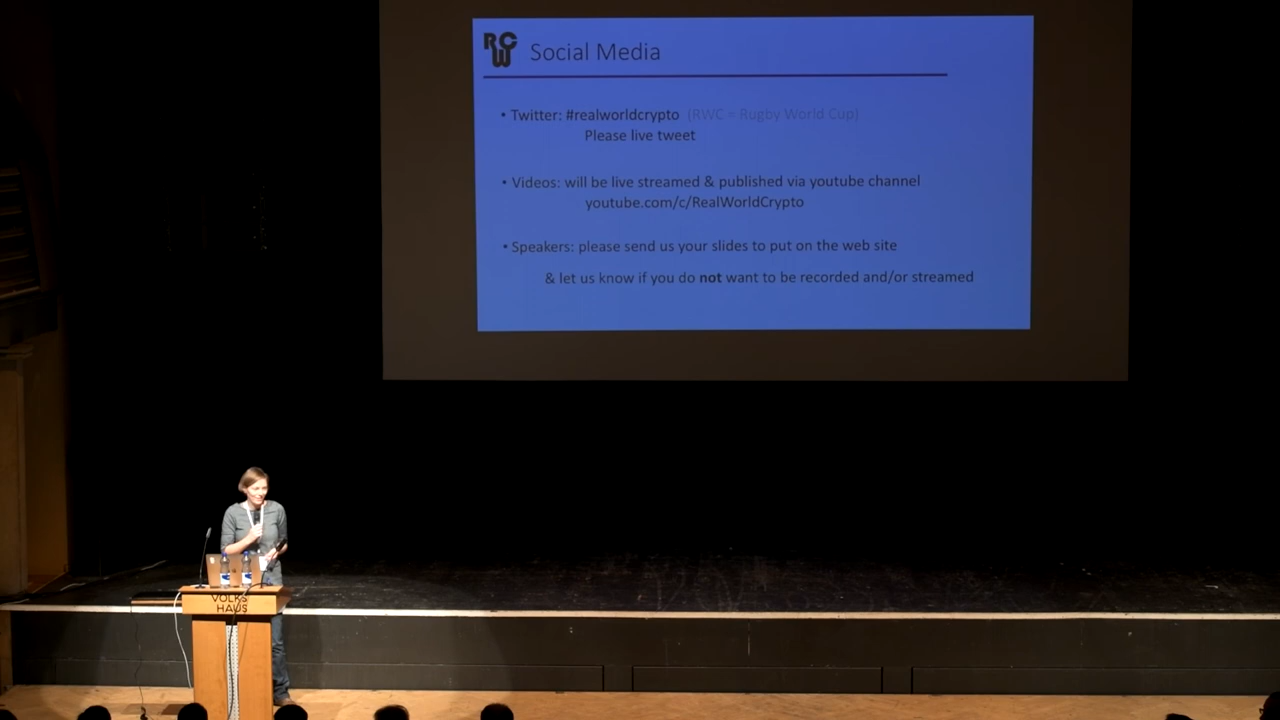 RCW
Social Media
• Twitter: #realworldcrypto (RWC = Rugby World Cup)
Please live tweet
• Videos: will be live streamed & published via youtube channel
youtube.com/c/RealWorldCrypto
• Speakers: please send us your slides to put on the web site
& let us know if you do not want to be recorded and/or streamed
VOLKS
HAUS